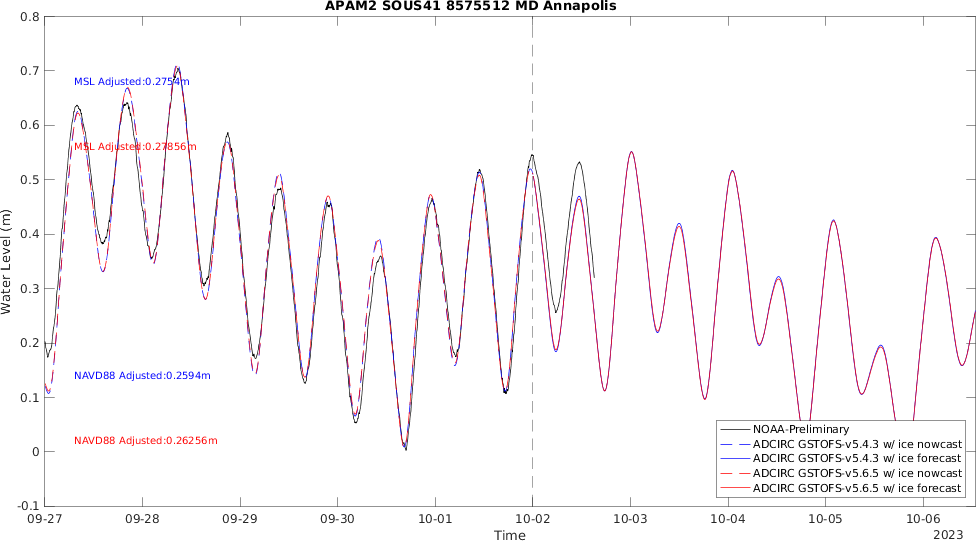 APAM2 SOUS41 8575512 MD Annapolis
0.8
0.7
0.6
0.5
0.4
0.3
0.2
0.1
0
-0.1
Water Level (m)
MSL Adjusted:0.2754m
MSL Adjusted:0.27856m
NAVD88 Adjusted:0.2594m
NAVD88 Adjusted:0.26256m
NOAA-Preliminary
ADCIRC GSTOFS-v5.4.3 w/ ice nowcast
ADCIRC GSTOFS-v5.4.3 w/ ice forecast
ADCIRC GSTOFS-v5.6.5 w/ ice nowcast
ADCIRC GSTOFS-v5.6.5 w/ ice forecast
09-27 09-28 09-29 09-30 10-01 10-02 10-03 10-04 10-05 10-06
Time
2023